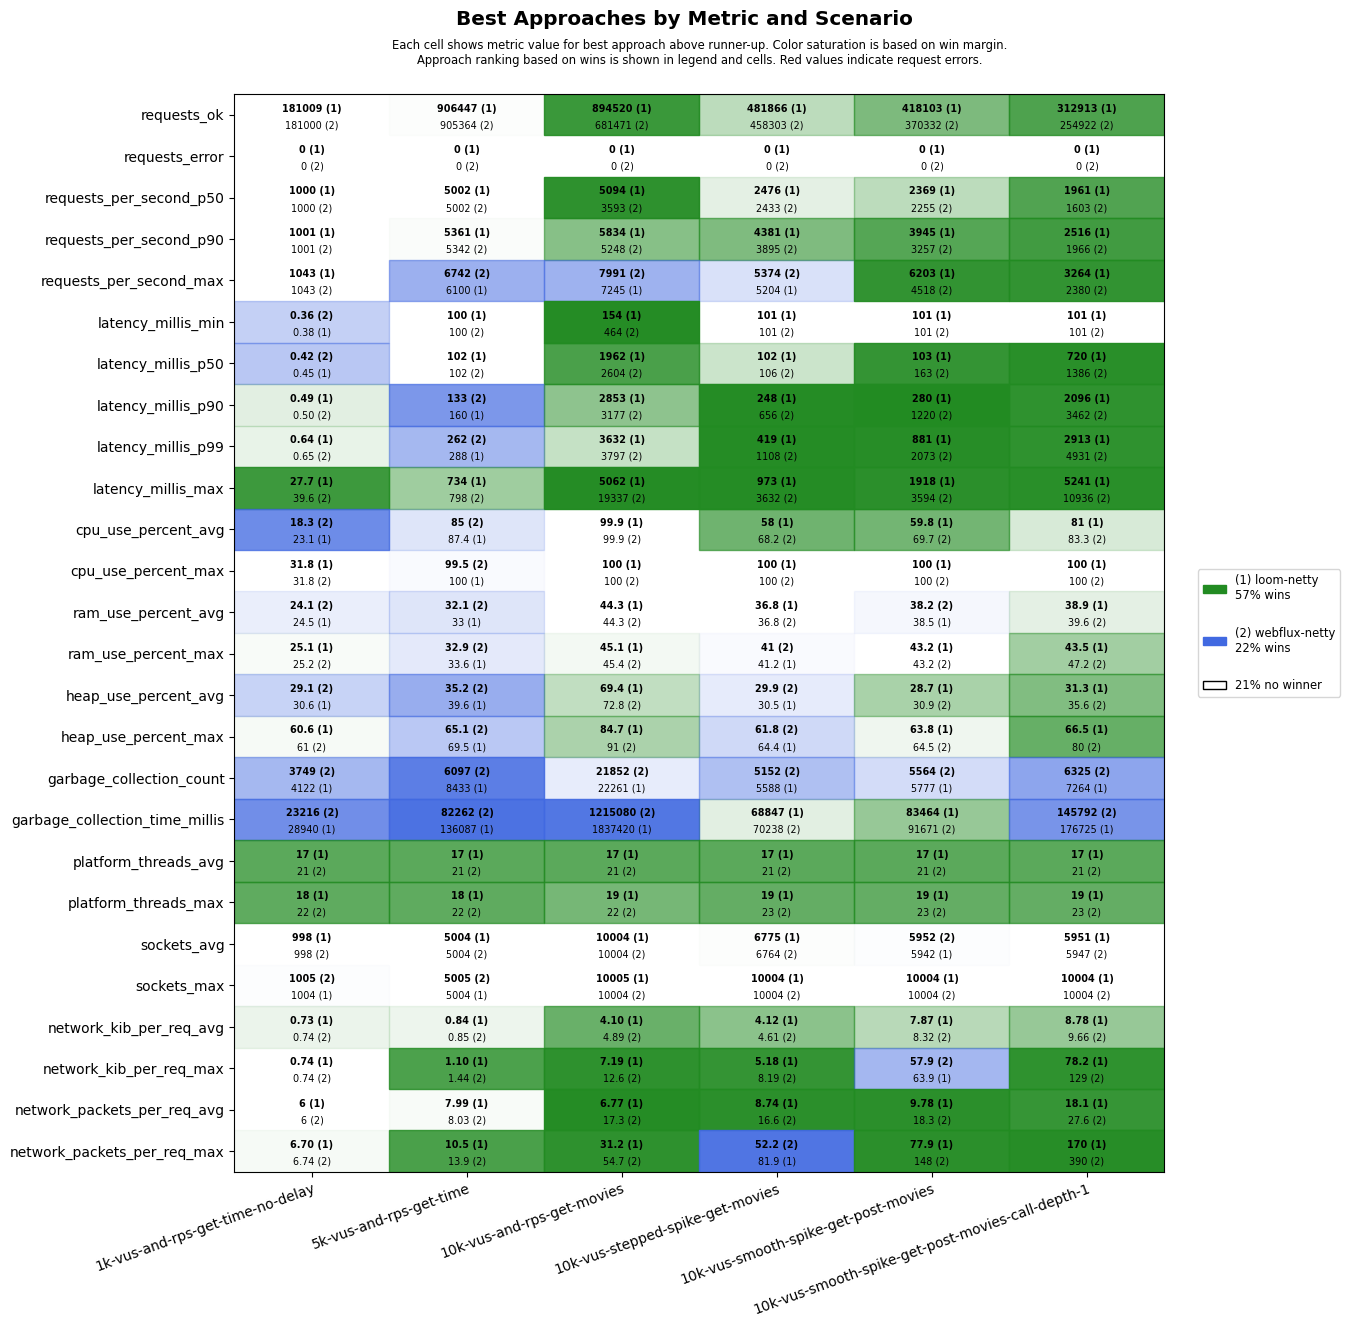 Best Approaches by Metric and Scenario
Each cell shows metric value for best approach above runner-up. Color saturation is based on win margin.
Approach ranking based on wins is shown in legend and cells. Red values indicate request errors.
requests_ok
181009 (1) 906447 (1) 894520 (1) 481866 (1) 418103 (1) 312913 (1)
181000 (2) 905364 (2) 681471 (2) 458303 (2) 370332 (2) 254922 (2)
requests_error
0 (1) 0 (1) 0 (1) 0 (1) 0 (1) 0 (1)
0 (2) 0 (2) 0 (2) 0 (2) 0 (2) 0 (2)
requests_per_second_p50
1000 (1) 5002 (1) 5094 (1) 2476 (1) 2369 (1) 1961 (1)
1000 (2) 5002 (2) 3593 (2) 2433 (2) 2255 (2) 1603 (2)
requests_per_second_p90
1001 (1) 5361 (1) 5834 (1) 4381 (1) 3945 (1) 2516 (1)
1001 (2) 5342 (2) 5248 (2) 3895 (2) 3257 (2) 1966 (2)
requests_per_second_max
1043 (1) 6742 (2) 7991 (2) 5374 (2) 6203 (1) 3264 (1)
1043 (2) 6100 (1) 7245 (1) 5204 (1) 4518 (2) 2380 (2)
latency_millis_min
0.36 (2) 100 (1) 154 (1) 101 (1) 101 (1) 101 (1)
0.38 (1) 100 (2) 464 (2) 101 (2) 101 (2) 101 (2)
latency_millis_p50
0.42 (2) 102 (1) 1962 (1) 102 (1) 103 (1) 720 (1)
0.45 (1) 102 (2) 2604 (2) 106 (2) 163 (2) 1386 (2)
latency_millis_p90
0.49 (1) 133 (2) 2853 (1) 248 (1) 280 (1) 2096 (1)
0.50 (2) 160 (1) 3177 (2) 656 (2) 1220 (2) 3462 (2)
latency_millis_p99
0.64 (1) 262 (2) 3632 (1) 419 (1) 881 (1) 2913 (1)
0.65 (2) 288 (1) 3797 (2) 1108 (2) 2073 (2) 4931 (2)
latency_millis_max
27.7 (1) 734 (1) 5062 (1) 973 (1) 1918 (1) 5241 (1)
39.6 (2) 798 (2) 19337 (2) 3632 (2) 3594 (2) 10936 (2)
cpu_use_percent_avg
18.3 (2) 85 (2) 99.9 (1) 58 (1) 59.8 (1) 81 (1)
23.1 (1) 87.4 (1) 99.9 (2) 68.2 (2) 69.7 (2) 83.3 (2)
cpu_use_percent_max
31.8 (1) 99.5 (2) 100 (1) 100 (1) 100 (1) 100 (1)
31.8 (2) 100 (1) 100 (2) 100 (2) 100 (2) 100 (2)
ram_use_percent_avg
24.1 (2) 32.1 (2) 44.3 (1) 36.8 (1) 38.2 (2) 38.9 (1)
24.5 (1) 33 (1) 44.3 (2) 36.8 (2) 38.5 (1) 39.6 (2)
ram_use_percent_max
25.1 (1) 32.9 (2) 45.1 (1) 41 (2) 43.2 (1) 43.5 (1)
25.2 (2) 33.6 (1) 45.4 (2) 41.2 (1) 43.2 (2) 47.2 (2)
heap_use_percent_avg
29.1 (2) 35.2 (2) 69.4 (1) 29.9 (2) 28.7 (1) 31.3 (1)
30.6 (1) 39.6 (1) 72.8 (2) 30.5 (1) 30.9 (2) 35.6 (2)
heap_use_percent_max
60.6 (1) 65.1 (2) 84.7 (1) 61.8 (2) 63.8 (1) 66.5 (1)
61 (2) 69.5 (1) 91 (2) 64.4 (1) 64.5 (2) 80 (2)
garbage_collection_count
3749 (2) 6097 (2) 21852 (2) 5152 (2) 5564 (2) 6325 (2)
4122 (1) 8433 (1) 22261 (1) 5588 (1) 5777 (1) 7264 (1)
garbage_collection_time_millis
23216 (2) 82262 (2) 1215080 (2) 68847 (1) 83464 (1) 145792 (2)
28940 (1) 136087 (1) 1837420 (1) 70238 (2) 91671 (2) 176725 (1)
platform_threads_avg
17 (1) 17 (1) 17 (1) 17 (1) 17 (1) 17 (1)
21 (2) 21 (2) 21 (2) 21 (2) 21 (2) 21 (2)
platform_threads_max
18 (1) 18 (1) 19 (1) 19 (1) 19 (1) 19 (1)
22 (2) 22 (2) 22 (2) 23 (2) 23 (2) 23 (2)
sockets_avg
998 (1) 5004 (1) 10004 (1) 6775 (1) 5952 (2) 5951 (1)
998 (2) 5004 (2) 10004 (2) 6764 (2) 5942 (1) 5947 (2)
sockets_max
1005 (2) 5005 (2) 10005 (1) 10004 (1) 10004 (1) 10004 (1)
1004 (1) 5004 (1) 10004 (2) 10004 (2) 10004 (2) 10004 (2)
network_kib_per_req_avg
0.73 (1) 0.84 (1) 4.10 (1) 4.12 (1) 7.87 (1) 8.78 (1)
0.74 (2) 0.85 (2) 4.89 (2) 4.61 (2) 8.32 (2) 9.66 (2)
network_kib_per_req_max
0.74 (1) 1.10 (1) 7.19 (1) 5.18 (1) 57.9 (2) 78.2 (1)
0.74 (2) 1.44 (2) 12.6 (2) 8.19 (2) 63.9 (1) 129 (2)
network_packets_per_req_avg
6 (1) 7.99 (1) 6.77 (1) 8.74 (1) 9.78 (1) 18.1 (1)
6 (2) 8.03 (2) 17.3 (2) 16.6 (2) 18.3 (2) 27.6 (2)
network_packets_per_req_max
6.70 (1) 10.5 (1) 31.2 (1) 52.2 (2) 77.9 (1) 170 (1)
6.74 (2) 13.9 (2) 54.7 (2) 81.9 (1) 148 (2) 390 (2)
1k-vus-and-rps-get-time-no-delay
5k-vus-and-rps-get-time
10k-vus-and-rps-get-movies
10k-vus-stepped-spike-get-movies
10k-vus-smooth-spike-get-post-movies
10k-vus-smooth-spike-get-post-movies-call-depth-1
(1) loom-netty
57% wins
(2) webflux-netty
22% wins
21% no winner